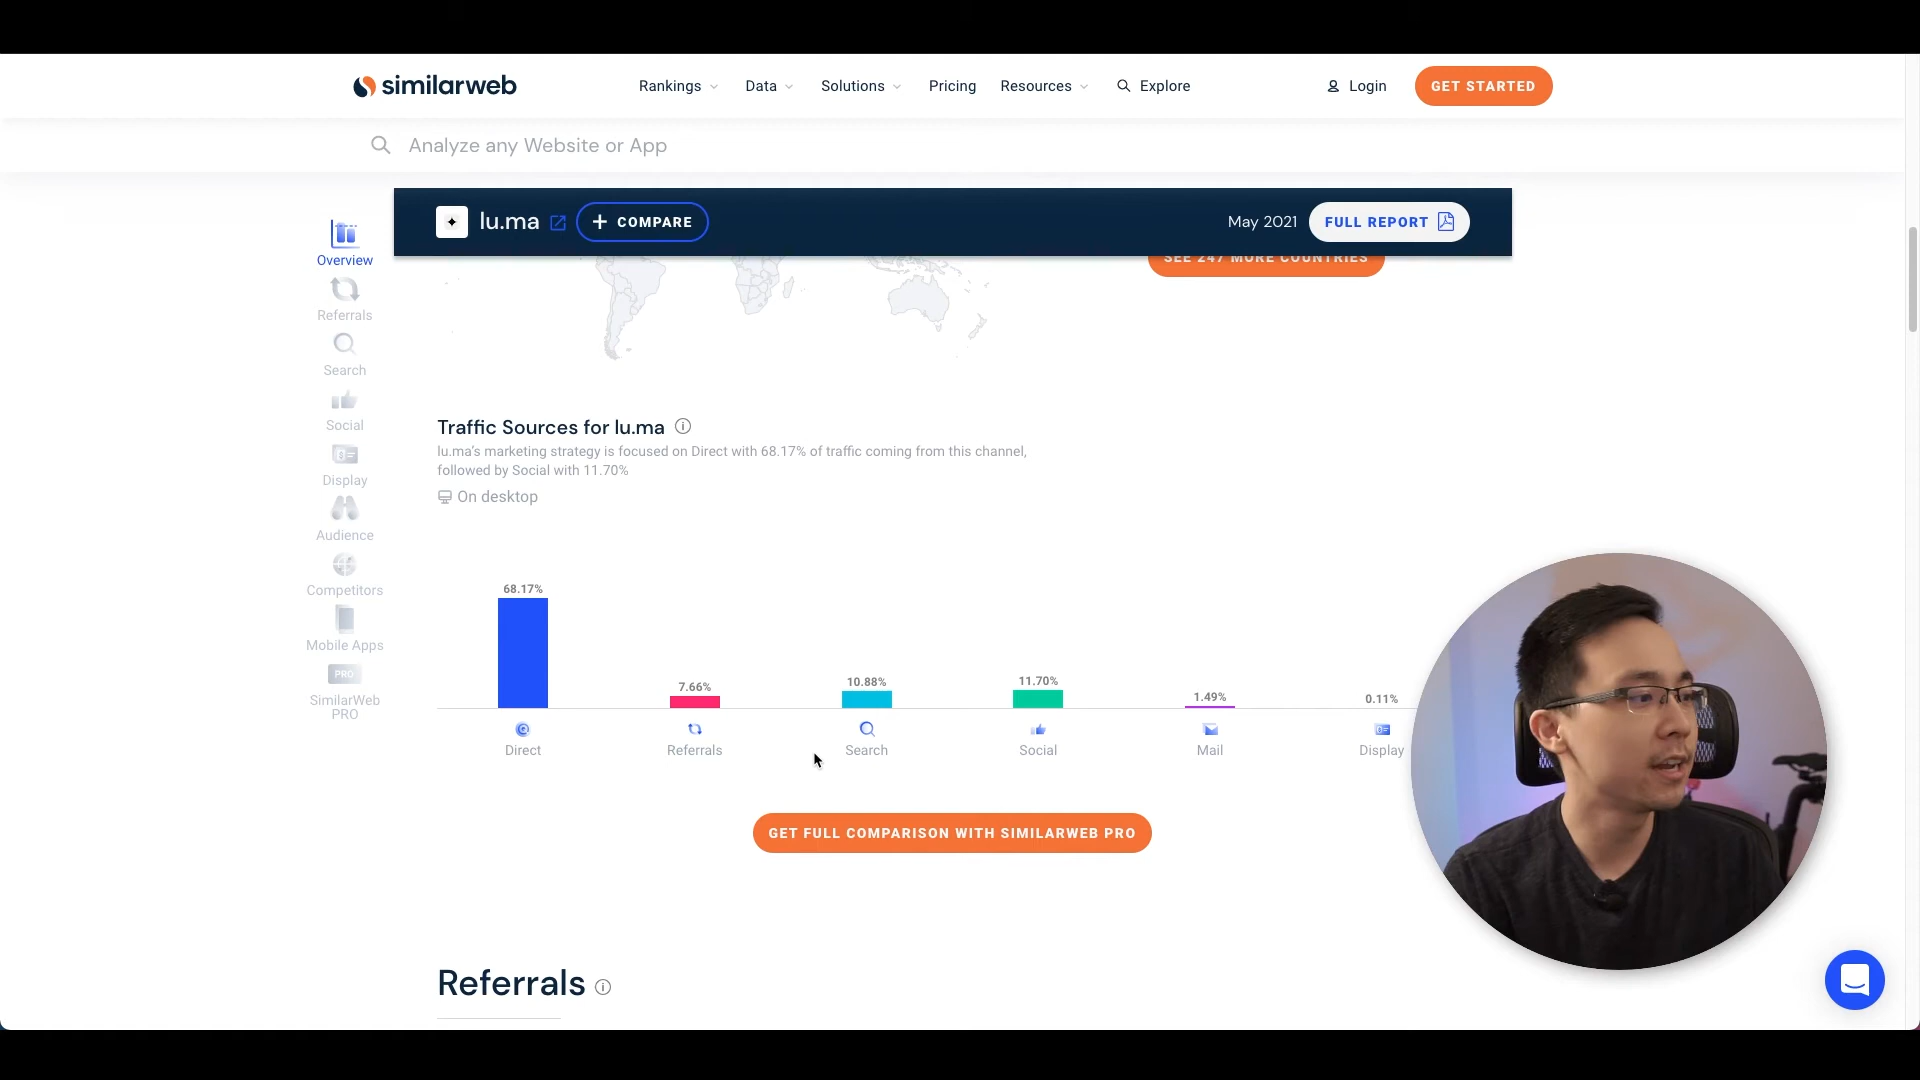 similarweb
Rankings
Data
Solutions
Pricing
Resources
Explore
Login
GET STARTED
Analyze any Website or App
lu.ma
COMPARE
May 2021
FULL REPORT
SEE 247 MORE COUNTRIES
Overview
Referrals
Search
Social
Display
Audience
Competitors
Mobile Apps
PRO
SimilarWeb
PRO
Traffic Sources for lu.ma
lu.ma's marketing strategy is focused on Direct with 68.17% of traffic coming from this channel,
followed by Social with 11.70%
On desktop
68.17%
7.66%
10.88%
11.70%
1.49%
0.11%
Direct
Referrals
Search
Social
Mail
Display
GET FULL COMPARISON WITH SIMILARWEB PRO
Referrals